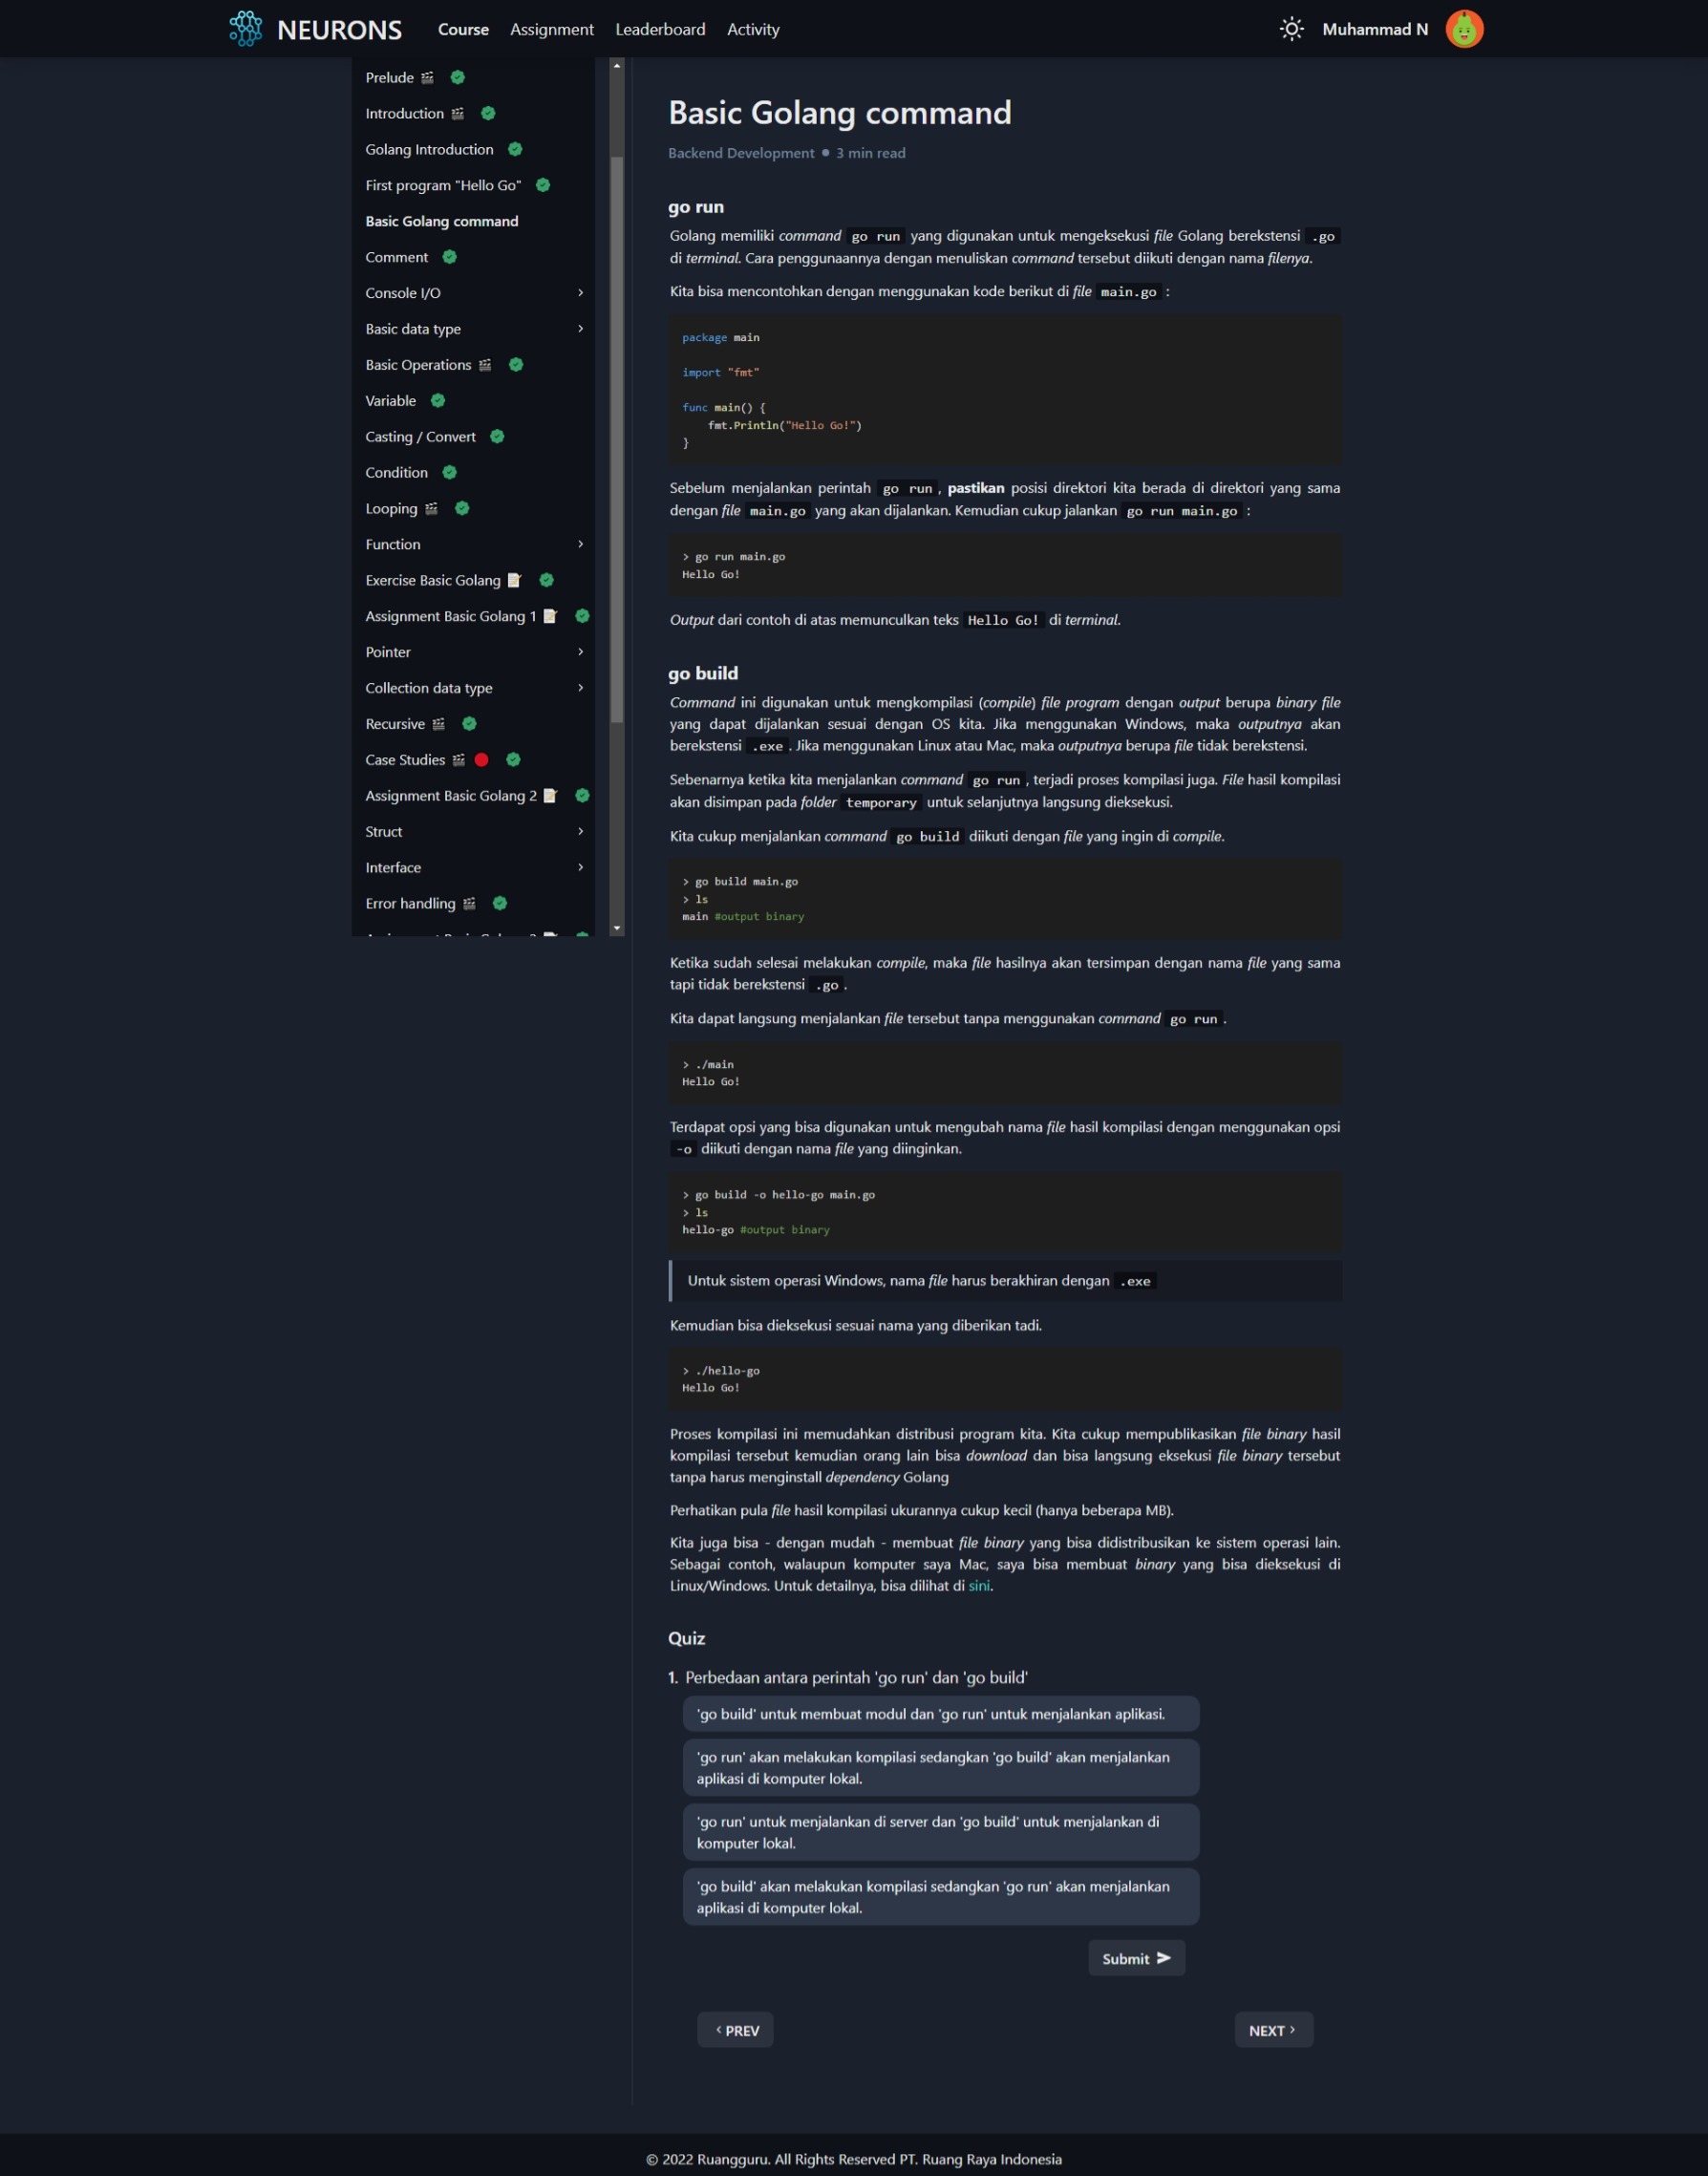 NEURONS
Course
Assignment
Leaderboard
Activity
Muhammad N
Prelude
Introduction
Golang Introduction
First program "Hello Go"
Basic Golang command
Comment
Console I/O
Basic data type
Basic Operations
Variable
Casting / Convert
Condition
Looping
Function
Exercise Basic Golang
Assignment Basic Golang 1
Pointer
Collection data type
Recursive
Case Studies
Assignment Basic Golang 2
Struct
Interface
Error handling
Basic Golang command
Backend Development • 3 min read
go run
Golang memiliki command go run yang digunakan untuk mengeksekusi file Golang berekstensi .go
di terminal. Cara penggunaannya dengan menuliskan command tersebut diikuti dengan nama filenya.
Kita bisa mencontohkan dengan menggunakan kode berikut di file main.go :
package main
import "fmt"
func main() {
fmt.Println("Hello Go!")
}
Sebelum menjalankan perintah go run, pastikan posisi direktori kita berada di direktori yang sama
dengan file main.go yang akan dijalankan. Kemudian cukup jalankan go run main.go :
> go run main.go
Hello Go!
Output dari contoh di atas memunculkan teks Hello Go! di terminal.
go build
Command ini digunakan untuk mengkompilasi (compile) file program dengan output berupa binary file
yang dapat dijalankan sesuai dengan OS kita. Jika menggunakan Windows, maka outputnya akan
berekstensi .exe. Jika menggunakan Linux atau Mac, maka outputnya berupa file tidak berekstensi.
Sebenarnya ketika kita menjalankan command go run, terjadi proses kompilasi juga. File hasil kompilasi
akan disimpan pada folder temporary untuk selanjutnya langsung dieksekusi.
Kita cukup menjalankan command go build diikuti dengan file yang ingin di compile.
> go build main.go
> ls
main #output binary
Ketika sudah selesai melakukan compile, maka file hasilnya akan tersimpan dengan nama file yang sama
tapi tidak berekstensi .go.
Kita dapat langsung menjalankan file tersebut tanpa menggunakan command go run.
> ./main
Hello Go!
Terdapat opsi yang bisa digunakan untuk mengubah nama file hasil kompilasi dengan menggunakan opsi
-o diikuti dengan nama file yang diinginkan.
> go build -o hello-go main.go
> ls
hello-go #output binary
Untuk sistem operasi Windows, nama file harus berakhiran dengan .exe
Kemudian bisa dieksekusi sesuai nama yang diberikan tadi.
> ./hello-go
Hello Go!
Proses kompilasi ini memudahkan distribusi program kita. Kita cukup mempublikasikan file binary hasil
kompilasi tersebut kemudian orang lain bisa download dan bisa langsung eksekusi file binary tersebut
tanpa harus menginstall dependency Golang
Perhatikan pula file hasil kompilasi ukurannya cukup kecil (hanya beberapa MB).
Kita juga bisa - dengan mudah - membuat file binary yang bisa didistribusikan ke sistem operasi lain.
Sebagai contoh, walaupun komputer saya Mac, saya bisa membuat binary yang bisa dieksekusi di
Linux/Windows. Untuk detailnya, bisa dilihat di sini.
Quiz
1. Perbedaan antara perintah 'go run' dan 'go build'
'go build' untuk membuat modul dan 'go run' untuk menjalankan aplikasi.
'go run' akan melakukan kompilasi sedangkan 'go build' akan menjalankan
aplikasi di komputer lokal.
'go run' untuk menjalankan di server dan 'go build' untuk menjalankan di
komputer lokal.
'go build' akan melakukan kompilasi sedangkan 'go run' akan menjalankan
aplikasi di komputer lokal.
Submit
PREV
NEXT
© 2022 Ruangguru. All Rights Reserved PT. Ruang Raya Indonesia